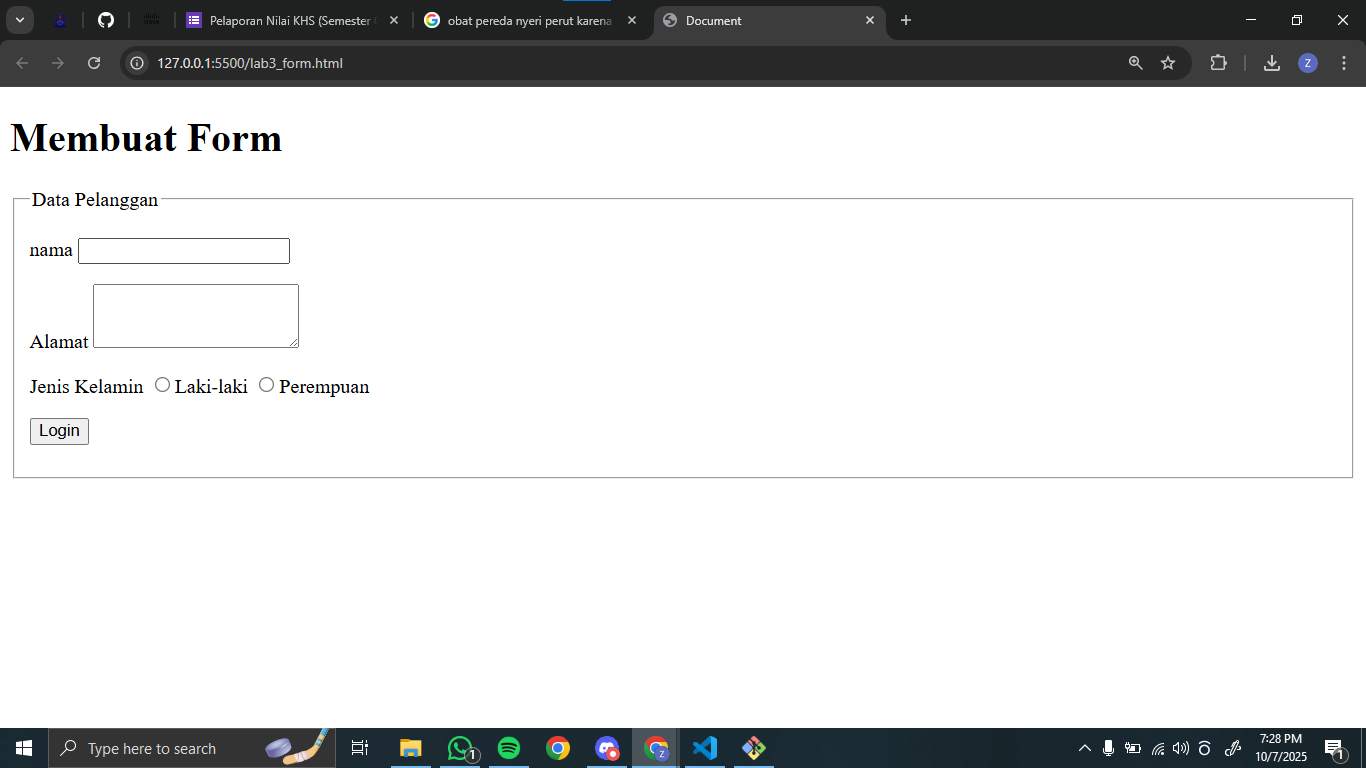 Pelaporan Nilai KHS (Semester
obat pereda nyeri perut karena
Document
127.0.0.1:5500/lab3_form.html
Z
Membuat Form
Data Pelanggan
nama
Alamat
Jenis Kelamin Laki-laki Perempuan
Login
Type here to search
1
Z
7:28 PM
10/7/2025
1